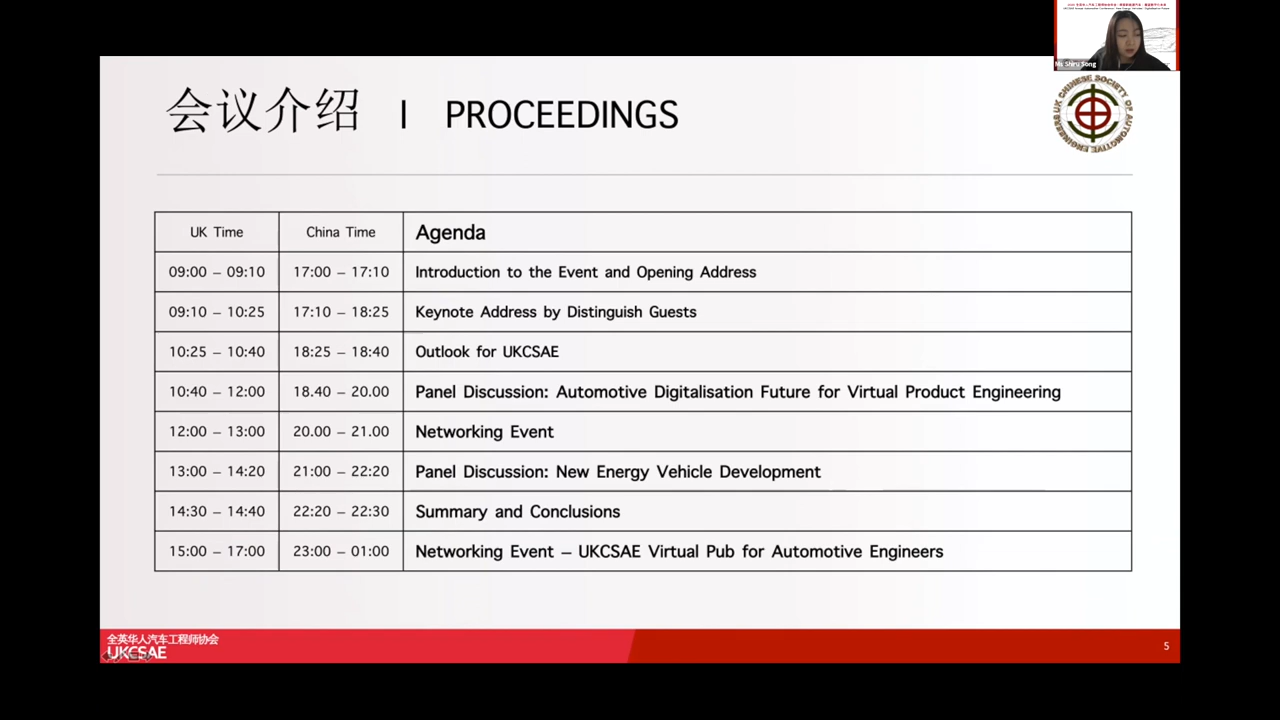 Ms Shiru Song
会议介绍 | PROCEEDINGS
UK CHINESE SOCIETY OF AUTOMOTIVE ENGINEERS
UK Time China Time Agenda
09:00 – 09:10 17:00 – 17:10 Introduction to the Event and Opening Address
09:10 – 10:25 17:10 – 18:25 Keynote Address by Distinguish Guests
10:25 – 10:40 18:25 – 18:40 Outlook for UKCSAE
10:40 – 12:00 18.40 – 20.00 Panel Discussion: Automotive Digitalisation Future for Virtual Product Engineering
12:00 – 13:00 20.00 – 21.00 Networking Event
13:00 – 14:20 21:00 – 22:20 Panel Discussion: New Energy Vehicle Development
14:30 – 14:40 22:20 – 22:30 Summary and Conclusions
15:00 – 17:00 23:00 – 01:00 Networking Event – UKCSAE Virtual Pub for Automotive Engineers
全英华人汽车工程师协会
UKCSAE
5